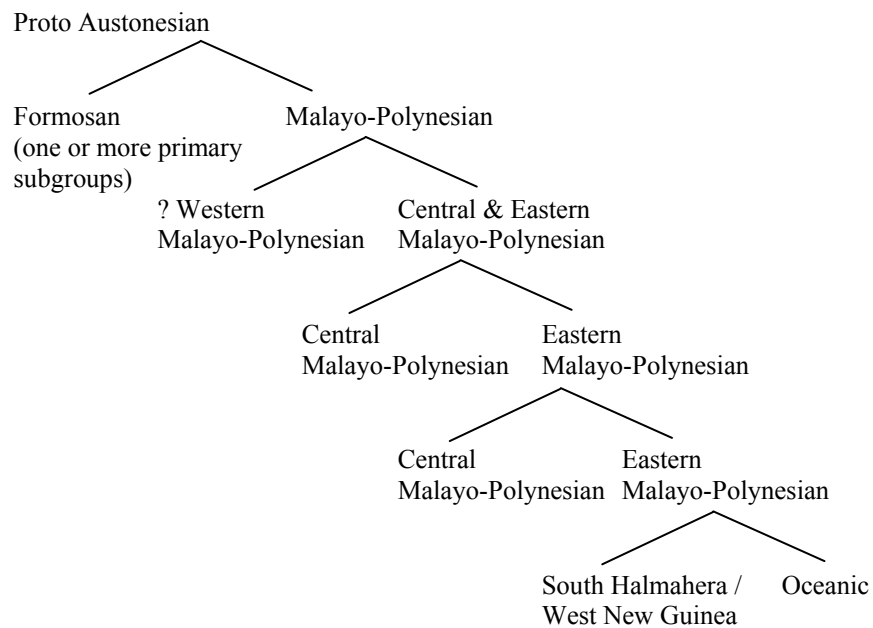 Proto Austonesian
Formosan
(one or more primary
subgroups)
Malayo-Polynesian
? Western
Malayo-Polynesian
Central & Eastern
Malayo-Polynesian
Central
Malayo-Polynesian
Eastern
Malayo-Polynesian
Central
Malayo-Polynesian
Eastern
Malayo-Polynesian
South Halmahera /
West New Guinea
Oceanic